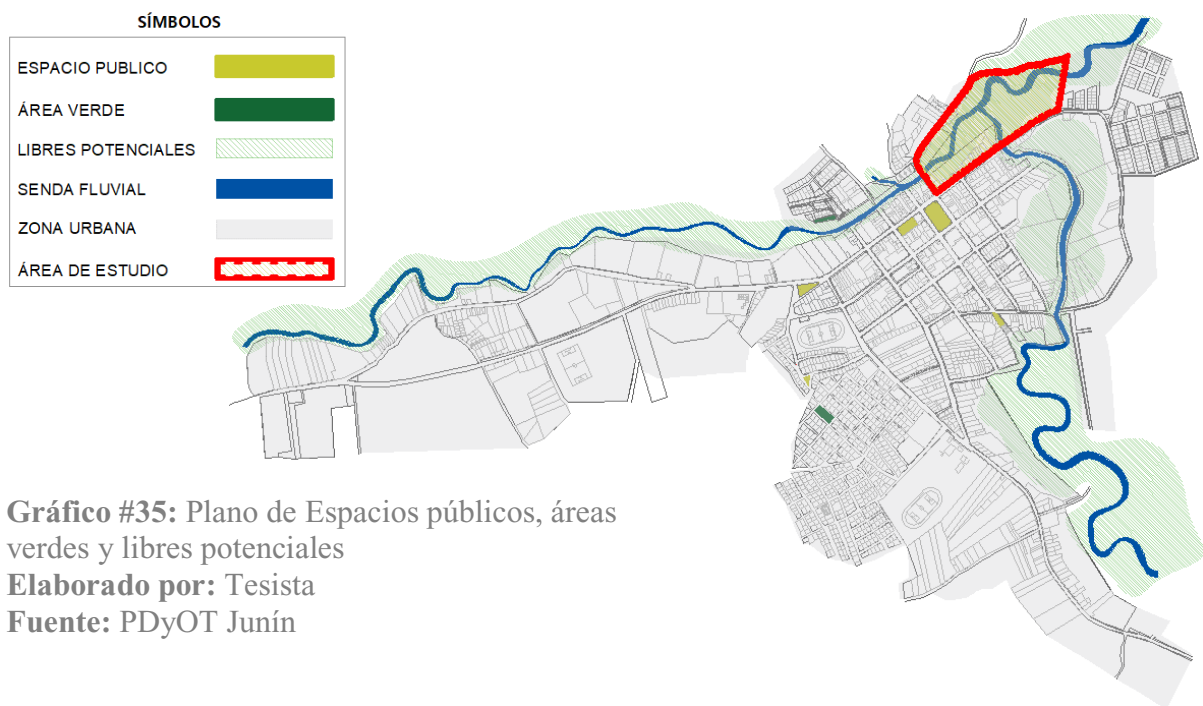 SÍMBOLOS
ESPACIO PUBLICO
ÁREA VERDE
LIBRES POTENCIALES
SENDA FLUVIAL
ZONA URBANA
ÁREA DE ESTUDIO
Gráfico #35: Plano de Espacios públicos, áreas
verdes y libres potenciales
Elaborado por: Tesista
Fuente: PDyOT Junín